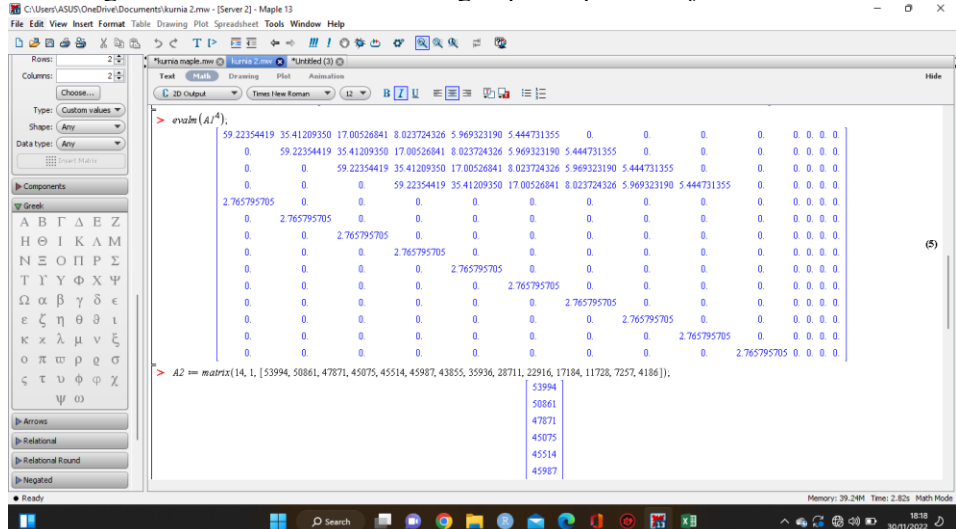 C:\Users\ASUS\OneDrive\Documents\kurnia 2.mw - [Server 2] - Maple 13
File Edit View Insert Format Table Drawing Plot Spreadsheet Tools Window Help
Rows: 2
Columns: 2
Choose...
Type: Custom values
Shape: Any
Data type: Any
Insert Matrix
Components
Greek
Α Β Γ Δ Ε Ζ
Η Θ Ι Κ Λ Μ
Ν Ξ Ο Π Ρ Σ
Τ ϒ Υ Φ Χ Ψ
Ω α β γ δ ϵ
ε ζ η θ ϑ ι
κ ϰ λ μ ν ξ
ο π ϖ ρ ϱ σ
ς τ υ ϕ φ χ
ψ ω
Arrows
Relational
Relational Round
Negated
Ready
*kurnia maple.mw kurnia 2.mw *Untitled (3)
Text Math Drawing Plot Animation Hide
C 2D Output Times New Roman 12 B I U
> evalm(A1^4);
59.22354419 35.41209350 17.00526841 8.023724326 5.969323190 5.444731355 0. 0. 0. 0. 0. 0. 0. 0.
0. 59.22354419 35.41209350 17.00526841 8.023724326 5.969323190 5.444731355 0. 0. 0. 0. 0. 0. 0.
0. 0. 59.22354419 35.41209350 17.00526841 8.023724326 5.969323190 5.444731355 0. 0. 0. 0. 0. 0.
0. 0. 0. 59.22354419 35.41209350 17.00526841 8.023724326 5.969323190 5.444731355 0. 0. 0. 0. 0.
2.765795705 0. 0. 0. 0. 0. 0. 0. 0. 0. 0. 0. 0. 0.
0. 2.765795705 0. 0. 0. 0. 0. 0. 0. 0. 0. 0. 0. 0.
0. 0. 2.765795705 0. 0. 0. 0. 0. 0. 0. 0. 0. 0. 0.
0. 0. 0. 2.765795705 0. 0. 0. 0. 0. 0. 0. 0. 0. 0.
0. 0. 0. 0. 2.765795705 0. 0. 0. 0. 0. 0. 0. 0. 0.
0. 0. 0. 0. 0. 2.765795705 0. 0. 0. 0. 0. 0. 0. 0.
0. 0. 0. 0. 0. 0. 2.765795705 0. 0. 0. 0. 0. 0. 0.
0. 0. 0. 0. 0. 0. 0. 2.765795705 0. 0. 0. 0. 0. 0.
0. 0. 0. 0. 0. 0. 0. 0. 2.765795705 0. 0. 0. 0. 0.
0. 0. 0. 0. 0. 0. 0. 0. 0. 2.765795705 0. 0. 0. 0.
(5)
> A2 := matrix(14, 1, [53994, 50861, 47871, 45075, 45514, 45987, 43855, 35936, 28711, 22916, 17184, 11728, 7257, 4186]);
53994
50861
47871
45075
45514
45987
Memory: 39.24M Time: 2.82s Math Mode
Search
18:18
30/11/2022